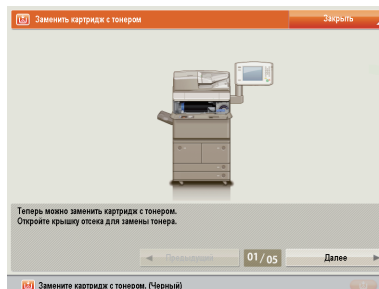 Заменить картридж с тонером
Закрыть
Теперь можно заменить картридж с тонером.
Откройте крышку отсека для замены тонера.
Предыдущий
01/05
Далее
Замените картридж с тонером. (Черный)